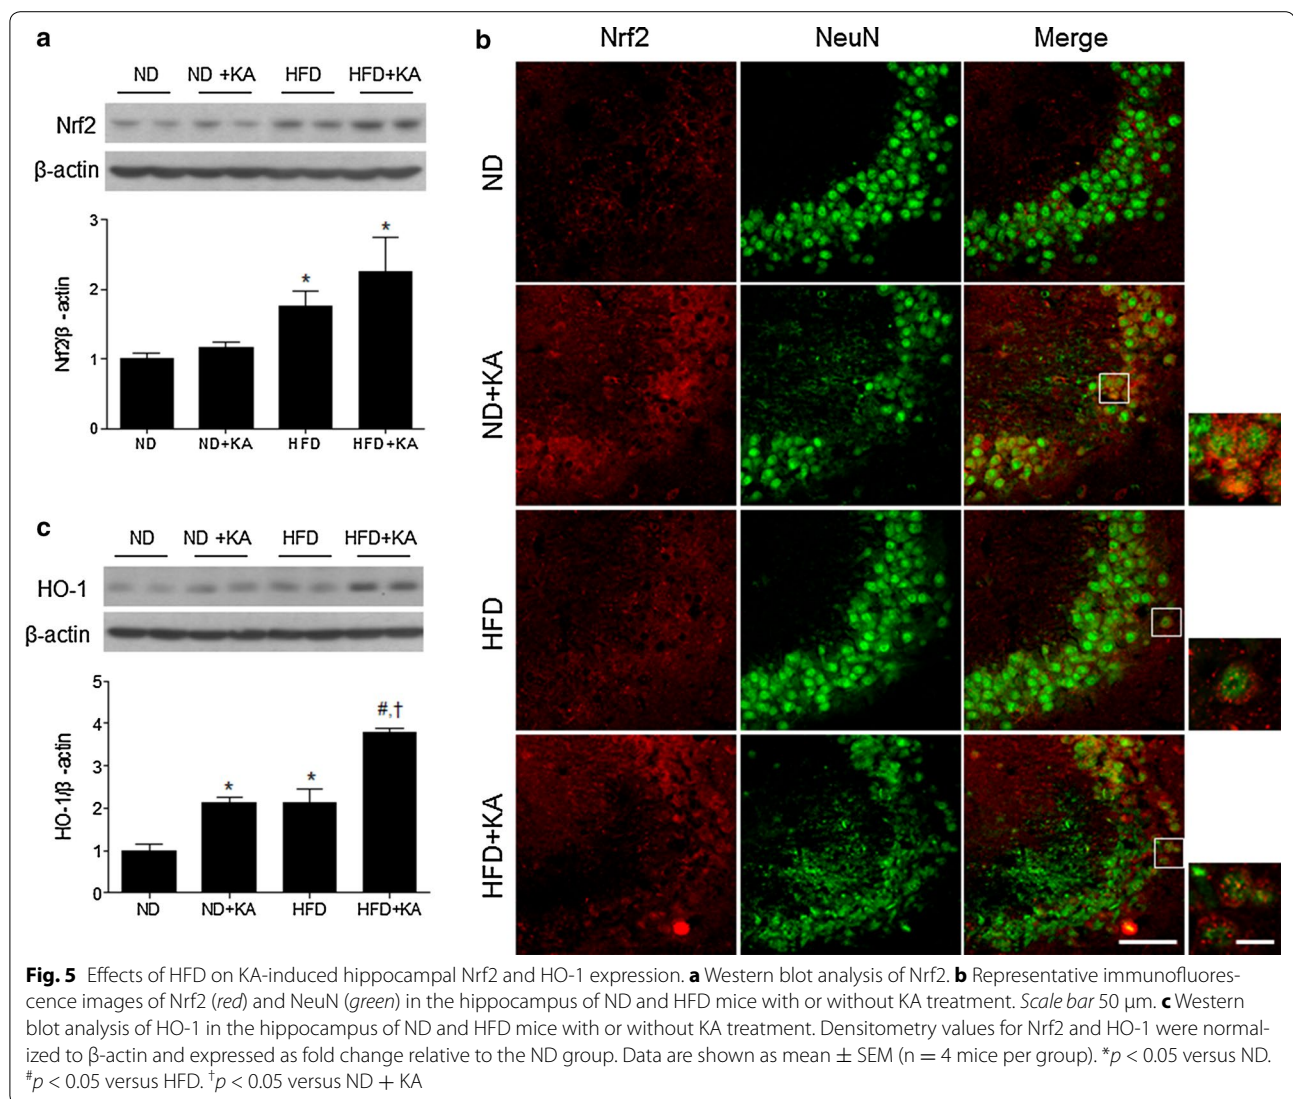 a
ND ND +KA HFD HFD+KA
Nrf2
β-actin
3
2
1
0
Nrf2/β -actin
*
*
ND ND+KA HFD HFD+KA
b
Nrf2 NeuN Merge
ND
ND+KA
HFD
HFD+KA
c
ND ND +KA HFD HFD+KA
HO-1
β-actin
5
4
3
2
1
0
HO-1/β -actin
*
*
#,†
ND ND+KA HFD HFD+KA
Fig. 5 Effects of HFD on KA-induced hippocampal Nrf2 and HO-1 expression. a Western blot analysis of Nrf2. b Representative immunofluores-
cence images of Nrf2 (red) and NeuN (green) in the hippocampus of ND and HFD mice with or without KA treatment. Scale bar 50 µm. c Western
blot analysis of HO-1 in the hippocampus of ND and HFD mice with or without KA treatment. Densitometry values for Nrf2 and HO-1 were normal-
ized to β-actin and expressed as fold change relative to the ND group. Data are shown as mean ± SEM (n = 4 mice per group). *p < 0.05 versus ND.
#p < 0.05 versus HFD. †p < 0.05 versus ND + KA